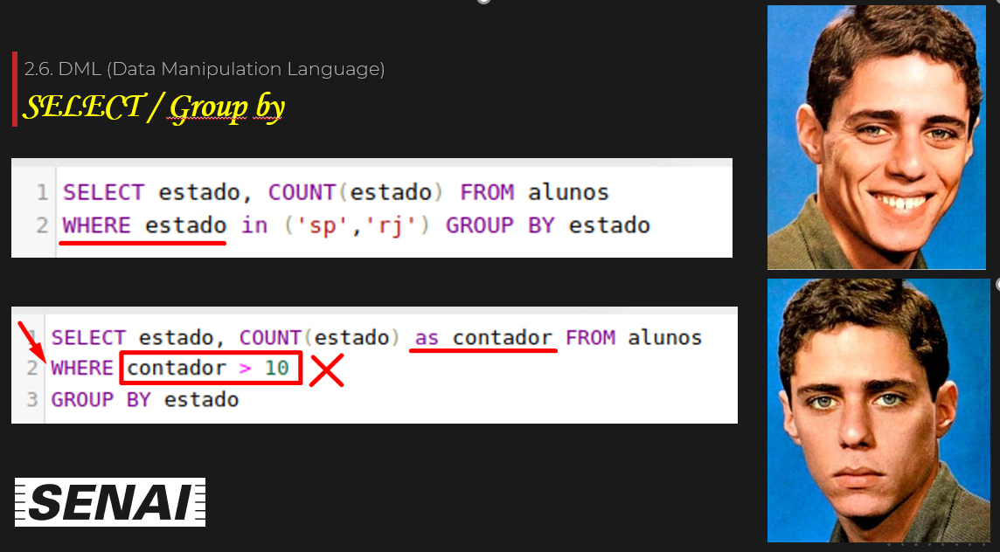 2.6. DML (Data Manipulation Language)
SELECT / Group by
1 SELECT estado, COUNT(estado) FROM alunos
2 WHERE estado in ('sp','rj') GROUP BY estado
1 SELECT estado, COUNT(estado) as contador FROM alunos
2 WHERE contador > 10
3 GROUP BY estado
SENAI